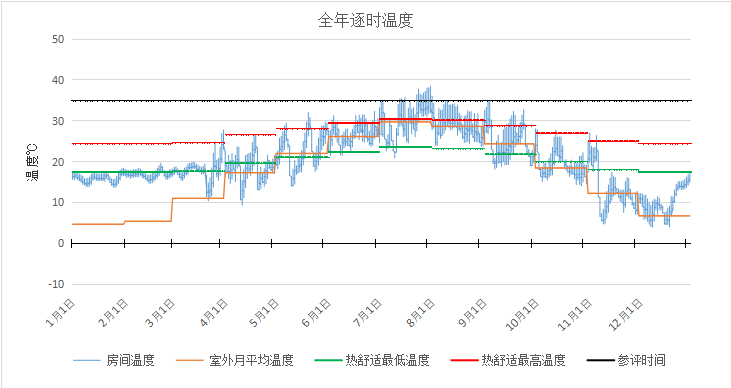 全年逐时温度
温度℃
50
40
30
20
10
0
-10
1月1日
2月1日
3月1日
4月1日
5月1日
6月1日
7月1日
8月1日
9月1日
10月1日
11月1日
12月1日
房间温度
室外月平均温度
热舒适最低温度
热舒适最高温度
参评时间